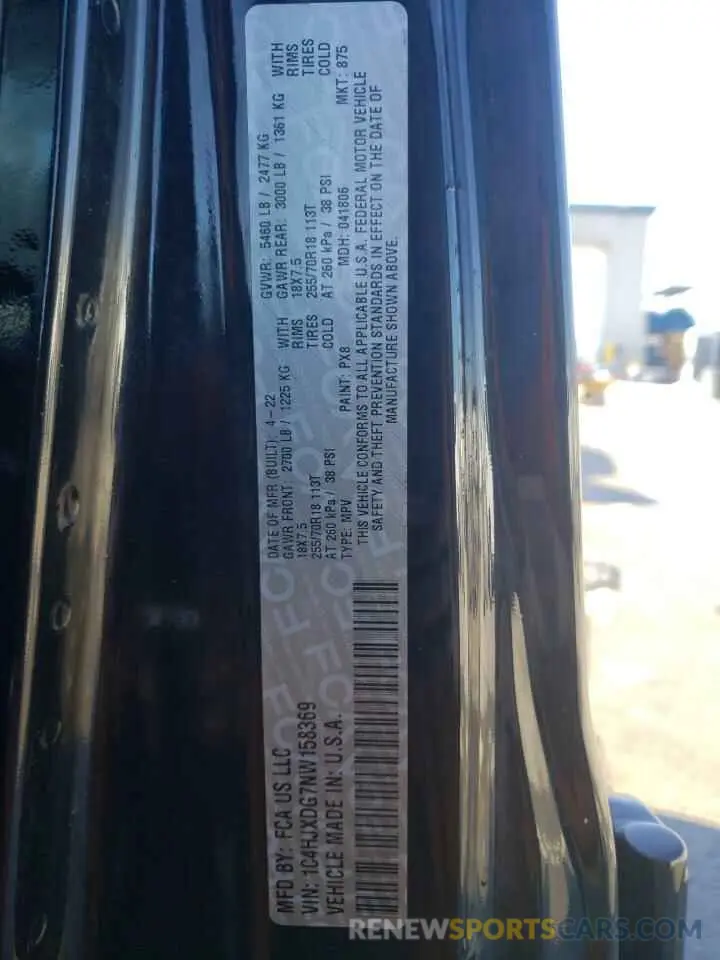 MFD BY: FCA US LLC
VIN: 1C4HJXDG7NW158369
VEHICLE MADE IN: U.S.A.
DATE OF MFR (BUILT): 4-22 GVWR: 5460 LB / 2477 KG
GAWR FRONT: 2700 LB / 1225 KG WITH GAWR REAR: 3000 LB / 1361 KG WITH
18X7.5 RIMS 18X7.5 RIMS
255/70R18 113T TIRES 255/70R18 113T TIRES
AT 260 kPa / 38 PSI COLD AT 260 kPa / 38 PSI COLD
TYPE: MPV PAINT: PX8 MDH: 041806 MKT: 875
THIS VEHICLE CONFORMS TO ALL APPLICABLE U.S.A. FEDERAL MOTOR VEHICLE
SAFETY AND THEFT PREVENTION STANDARDS IN EFFECT ON THE DATE OF
MANUFACTURE SHOWN ABOVE.
RENEWSPORTSCARS.COM